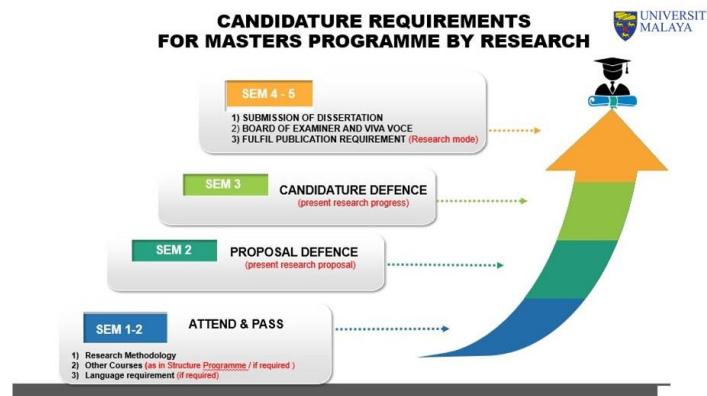 CANDIDATURE REQUIREMENTS
FOR MASTERS PROGRAMME BY RESEARCH
UNIVERSIT
MALAYA
SEM 4 - 5
1) SUBMISSION OF DISSERTATION
2) BOARD OF EXAMINER AND VIVA VOCE
3) FULFIL PUBLICATION REQUIREMENT (Research mode)
SEM 3
CANDIDATURE DEFENCE
(present research progress)
SEM 2
PROPOSAL DEFENCE
(present research proposal)
SEM 1-2
ATTEND & PASS
1) Research Methodology
2) Other Courses (as in Structure Programme / if required )
3) Language requirement (if required)